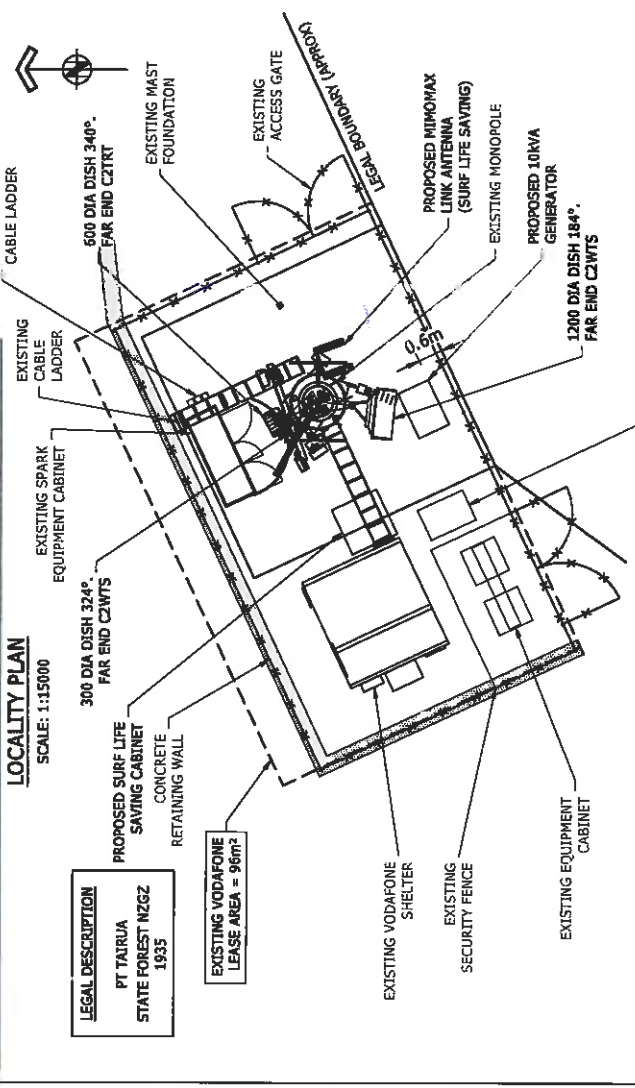 LOCALITY PLAN
SCALE: 1:15000
LEGAL DESCRIPTION
PT TAIRUA
STATE FOREST NZGZ
1935
EXISTING VODAFONE
LEASE AREA = 96m²
PROPOSED SURF LIFE
SAVING CABINET
CONCRETE
RETAINING WALL
300 DIA DISH 324°.
FAR END C2WTS
EXISTING SPARK
EQUIPMENT CABINET
EXISTING
CABLE
LADDER
CABLE LADDER
600 DIA DISH 340°.
FAR END C2TRT
EXISTING MAST
FOUNDATION
EXISTING
ACCESS GATE
LEGAL BOUNDARY (APPROX)
PROPOSED MIMOMAX
LINK ANTENNA
(SURF LIFE SAVING)
EXISTING MONOPOLE
PROPOSED 10kVA
GENERATOR
0.6m
1200 DIA DISH 184°.
FAR END C2WTS
EXISTING VODAFONE
SHELTER
EXISTING
SECURITY FENCE
EXISTING EQUIPMENT
CABINET